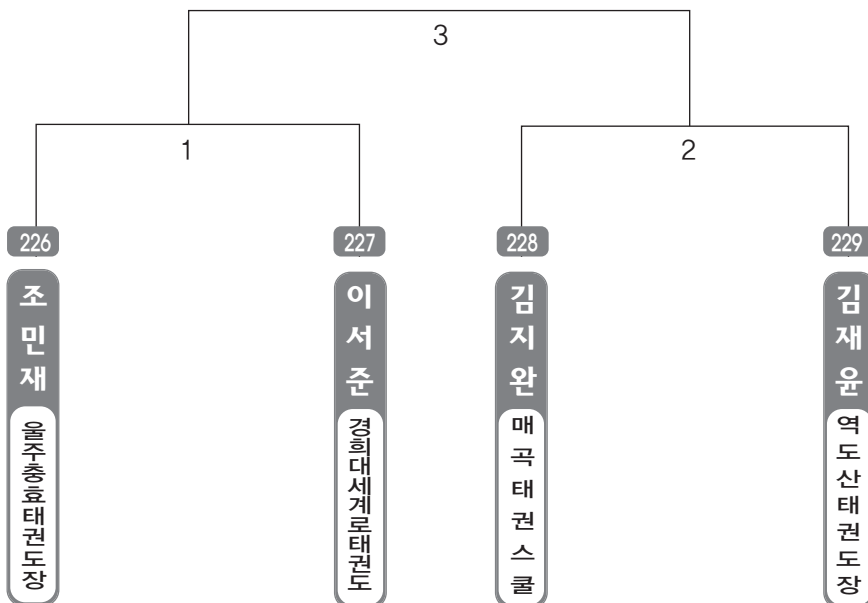 3
1
2
226
227
228
229
조민재
이서준
김지완
김재윤
울주충효태권도장
경희대세계로태권도
매곡태권스쿨
역도산태권도장